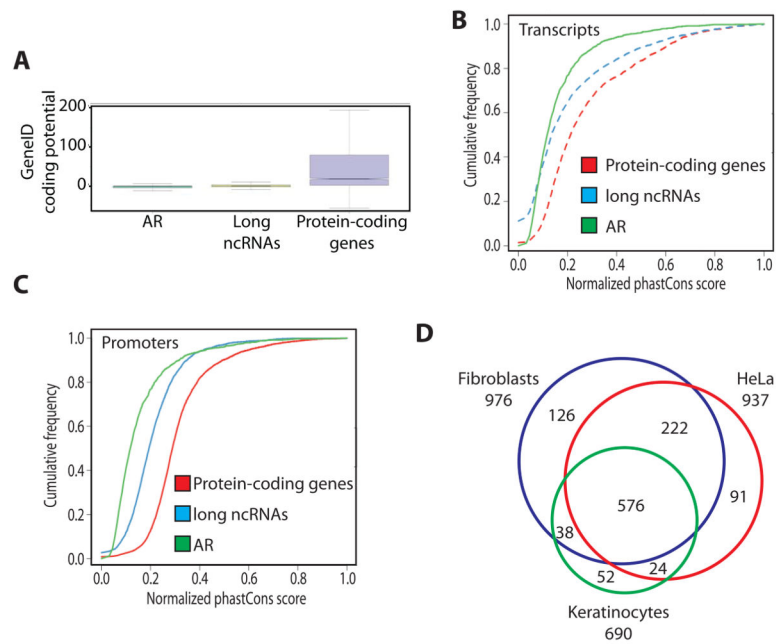 A
GeneID
coding potential
200
100
0
AR
Long
ncRNAs
Protein-coding
genes
B
Transcripts
Cumulative frequency
1.0
0.8
0.6
0.4
0.2
0.0
Protein-coding genes
long ncRNAs
AR
0.0 0.2 0.4 0.6 0.8 1.0
Normalized phastCons score
C
Promoters
Cumulative frequency
1.0
0.8
0.6
0.4
0.2
0.0
Protein-coding genes
long ncRNAs
AR
0.0 0.2 0.4 0.6 0.8 1.0
Normalized phastCons score
D
Fibroblasts
976
HeLa
937
126
222
576
91
38
52
24
Keratinocytes
690